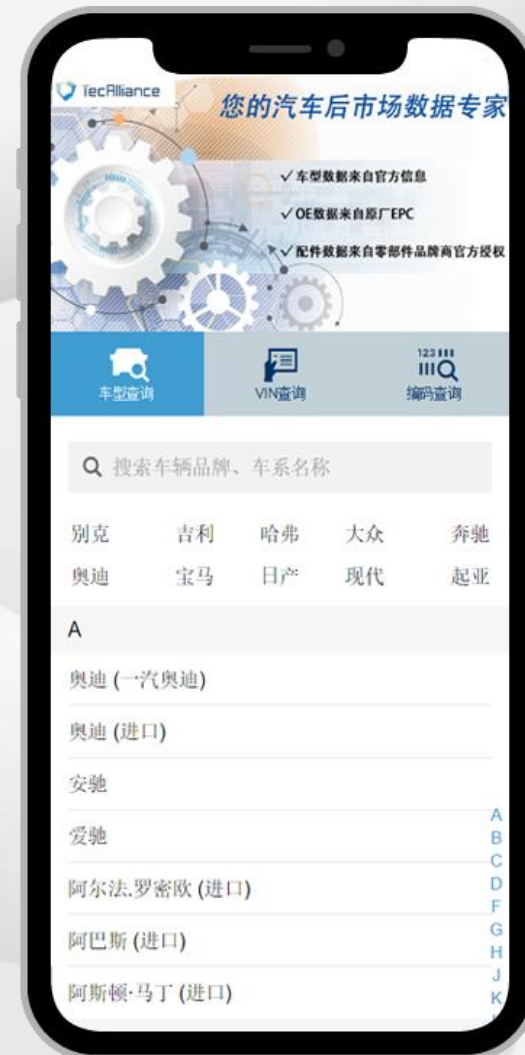 TecAlliance
您的汽车后市场数据专家
✓ 车型数据来自官方信息
✓ OE数据来自原厂EPC
✓ 配件数据来自零部件品牌商官方授权
123
车型查询 VIN查询 编码查询
搜索车辆品牌、车系名称
别克 吉利 哈弗 大众 奔驰
奥迪 宝马 日产 现代 起亚
A
奥迪 (一汽奥迪)
奥迪 (进口)
安驰
爱驰
阿尔法.罗密欧 (进口)
阿巴斯 (进口)
阿斯顿·马丁 (进口)
A
B
C
D
F
G
H
J
K